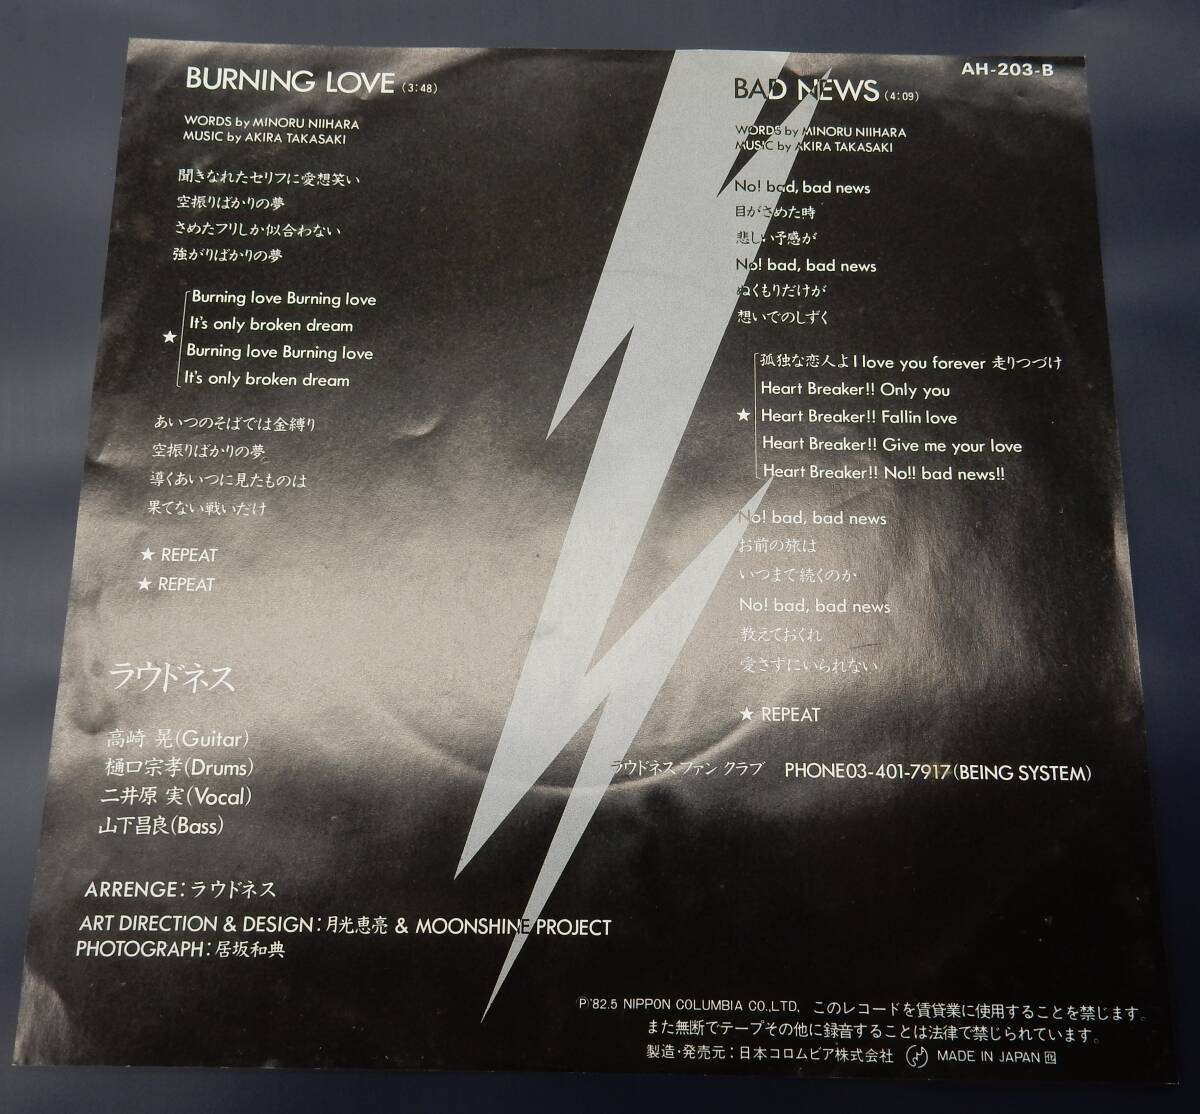 AH-203-B
BURNING LOVE (3:48)
WORDS by MINORU NIIHARA
MUSIC by AKIRA TAKASAKI
聞きなれたセリフに愛想笑い
空振りばかりの夢
さめたフリしか似合わない
強がりばかりの夢
★
Burning love Burning love
It's only broken dream
Burning love Burning love
It's only broken dream
あいつのそばでは金縛り
空振りばかりの夢
導くあいつに見たものは
果てない戦いだけ
★ REPEAT
★ REPEAT
ラウドネス
高崎 晃(Guitar)
樋口宗孝(Drums)
二井原 実(Vocal)
山下昌良(Bass)
ARRENGE:ラウドネス
ART DIRECTION & DESIGN:月光恵亮 & MOONSHINE PROJECT
PHOTOGRAPH:居坂和典
BAD NEWS (4:09)
WORDS by MINORU NIIHARA
MUSIC by AKIRA TAKASAKI
No! bad, bad news
目がさめた時
悲しい予感が
No! bad, bad news
ぬくもりだけが
想いでのしずく
孤独な恋人よ I love you forever 走りつづけ
Heart Breaker!! Only you
★ Heart Breaker!! Fallin love
Heart Breaker!! Give me your love
Heart Breaker!! No!! bad news!!
No! bad, bad news
お前の旅は
いつまで続くのか
No! bad, bad news
教えておくれ
愛さずにいられない
★ REPEAT
ラウドネス ファン クラブ PHONE03-401-7917(BEING SYSTEM)
Ⓟ'82.5 NIPPON COLUMBIA CO.,LTD. このレコードを賃貸業に使用することを禁じます。
また無断でテープその他に録音することは法律で禁じられています。
製造・発売元:日本コロムビア株式会社 MADE IN JAPAN